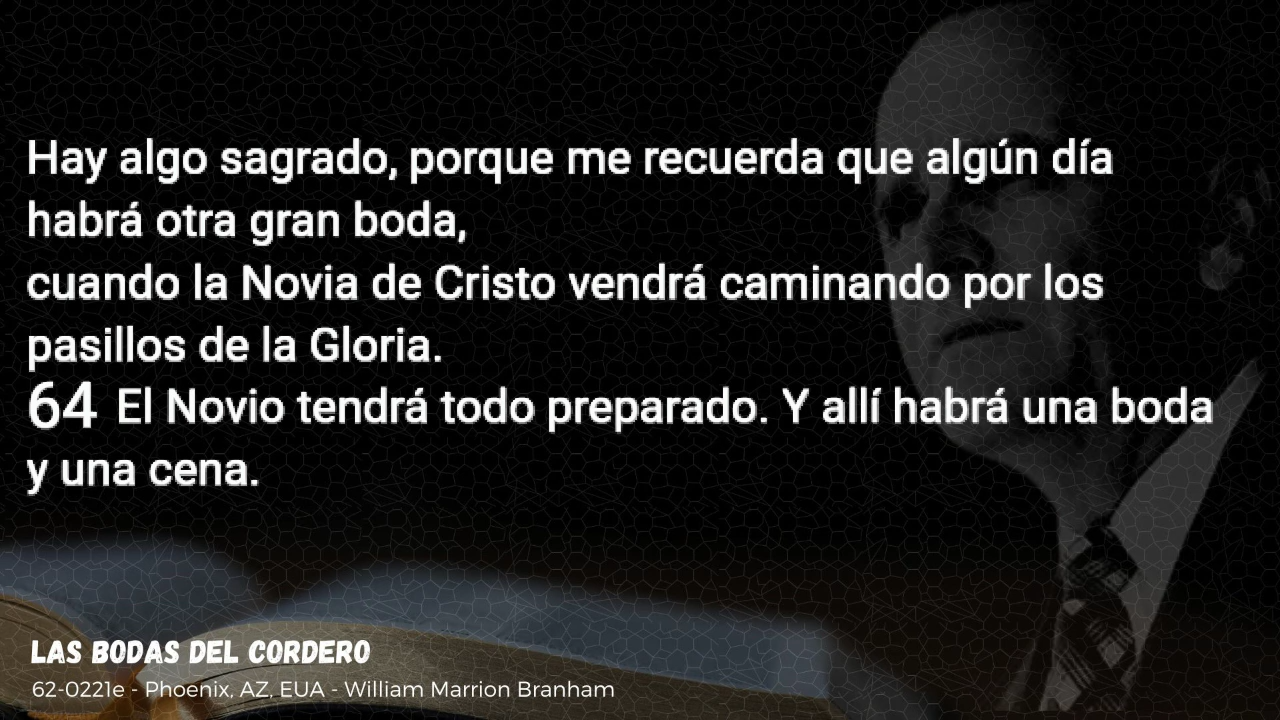 Hay algo sagrado, porque me recuerda que algún día
habrá otra gran boda,
cuando la Novia de Cristo vendrá caminando por los
pasillos de la Gloria.
64 El Novio tendrá todo preparado. Y allí habrá una boda
y una cena.
LAS BODAS DEL CORDERO
62-0221e - Phoenix, AZ, EUA - William Marrion Branham